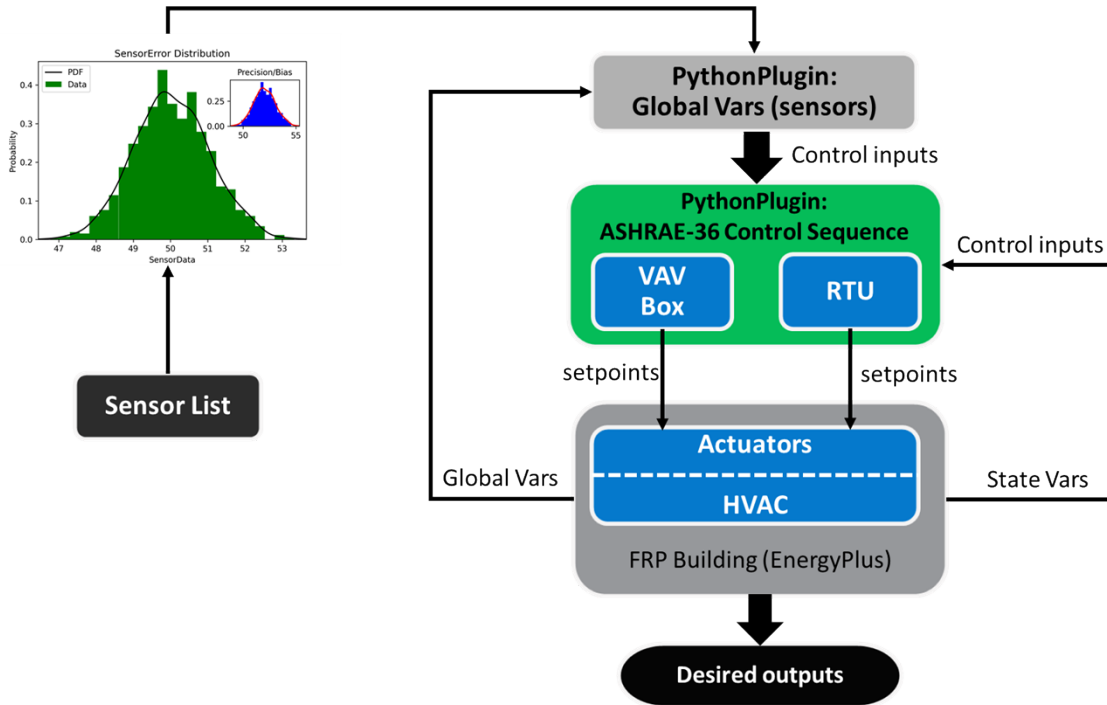 SensorError Distribution
PDF
Data
Precision/Bias
0.25
0.00
50
55
0.4
0.3
0.2
0.1
0.0
Probability
47
48
49
50
51
52
53
SensorData
Sensor List
PythonPlugin:
Global Vars (sensors)
Control inputs
PythonPlugin:
ASHRAE-36 Control Sequence
VAV
Box
RTU
Control inputs
setpoints
setpoints
Actuators
HVAC
Global Vars
State Vars
FRP Building (EnergyPlus)
Desired outputs